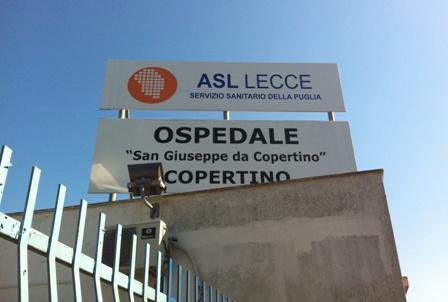 ASL LECCE
SERVIZIO SANITARIO DELLA PUGLIA
OSPEDALE
“San Giuseppe da Copertino”
COPERTINO